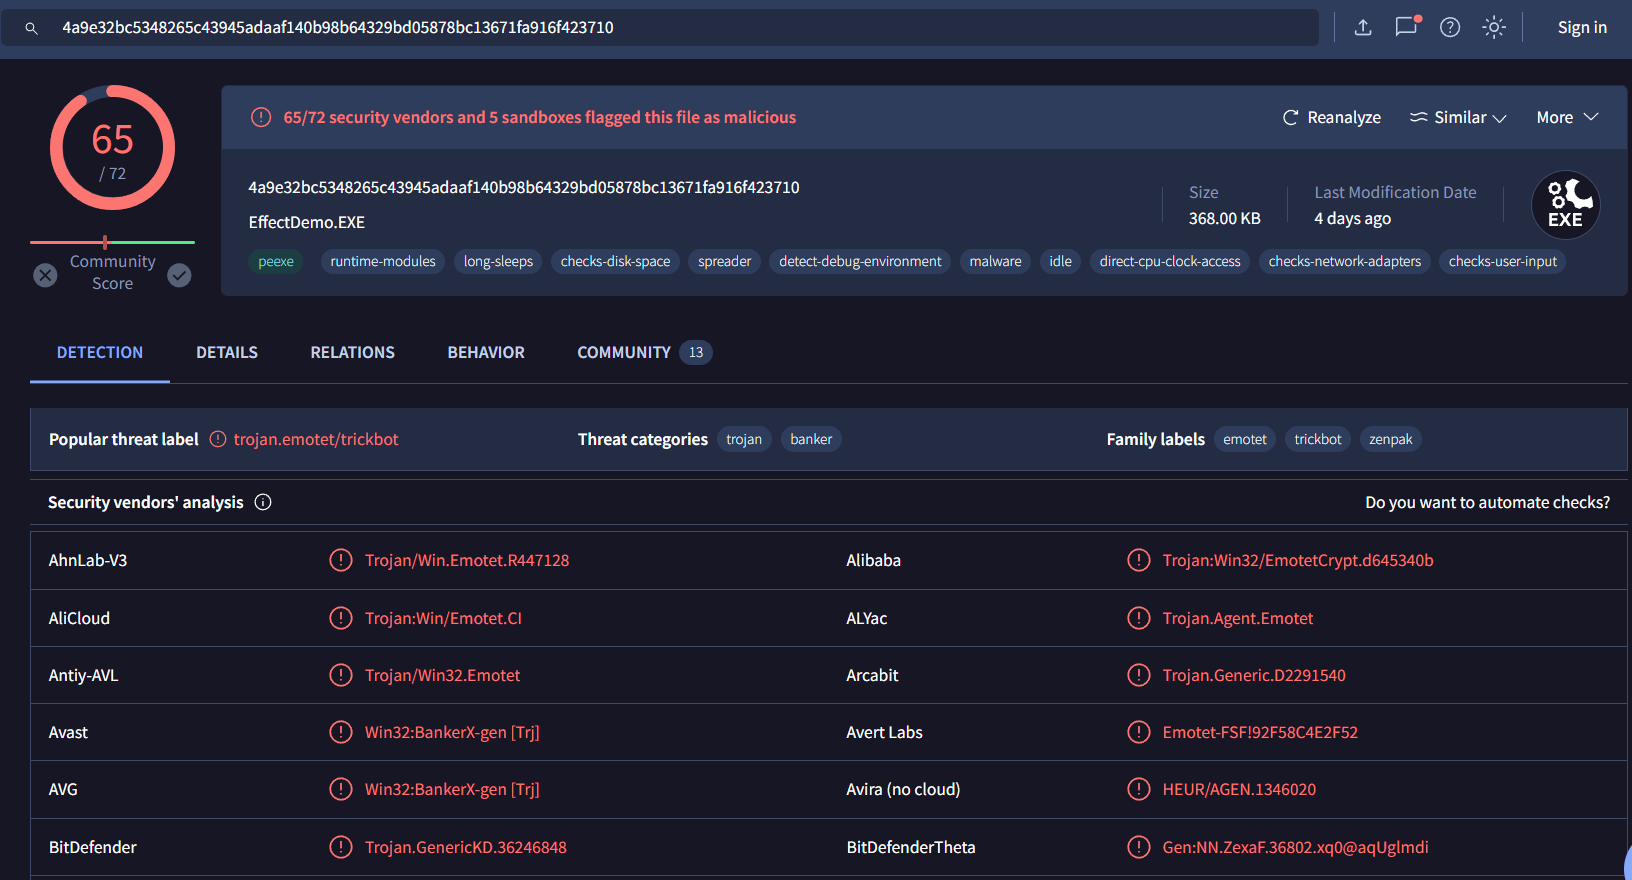 4a9e32bc5348265c43945adaaf140b98b64329bd05878bc13671fa916f423710 Sign in
65
/ 72
Community
Score
65/72 security vendors and 5 sandboxes flagged this file as malicious Reanalyze Similar More
4a9e32bc5348265c43945adaaf140b98b64329bd05878bc13671fa916f423710
EffectDemo.EXE
Size
368.00 KB
Last Modification Date
4 days ago
EXE
peexe runtime-modules long-sleeps checks-disk-space spreader detect-debug-environment malware idle direct-cpu-clock-access checks-network-adapters checks-user-input
DETECTION DETAILS RELATIONS BEHAVIOR COMMUNITY 13
Popular threat label trojan.emotet/trickbot Threat categories trojan banker Family labels emotet trickbot zenpak
Security vendors' analysis Do you want to automate checks?
AhnLab-V3 Trojan/Win.Emotet.R447128 Alibaba Trojan:Win32/EmotetCrypt.d645340b
AliCloud Trojan:Win/Emotet.CI ALYac Trojan.Agent.Emotet
Antiy-AVL Trojan/Win32.Emotet Arcabit Trojan.Generic.D2291540
Avast Win32:BankerX-gen [Trj] Avert Labs Emotet-FSF!92F58C4E2F52
AVG Win32:BankerX-gen [Trj] Avira (no cloud) HEUR/AGEN.1346020
BitDefender Trojan.GenericKD.36246848 BitDefenderTheta Gen:NN.ZexaF.36802.xq0@aqUglmdi